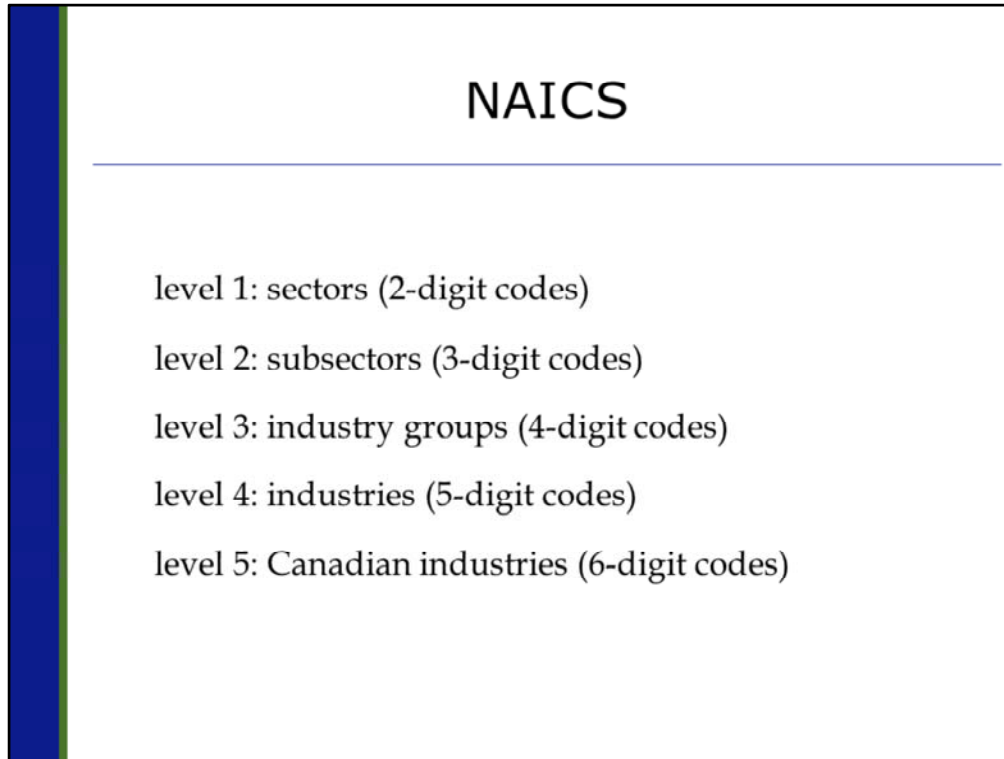 NAICS
level 1: sectors (2-digit codes)
level 2: subsectors (3-digit codes)
level 3: industry groups (4-digit codes)
level 4: industries (5-digit codes)
level 5: Canadian industries (6-digit codes)